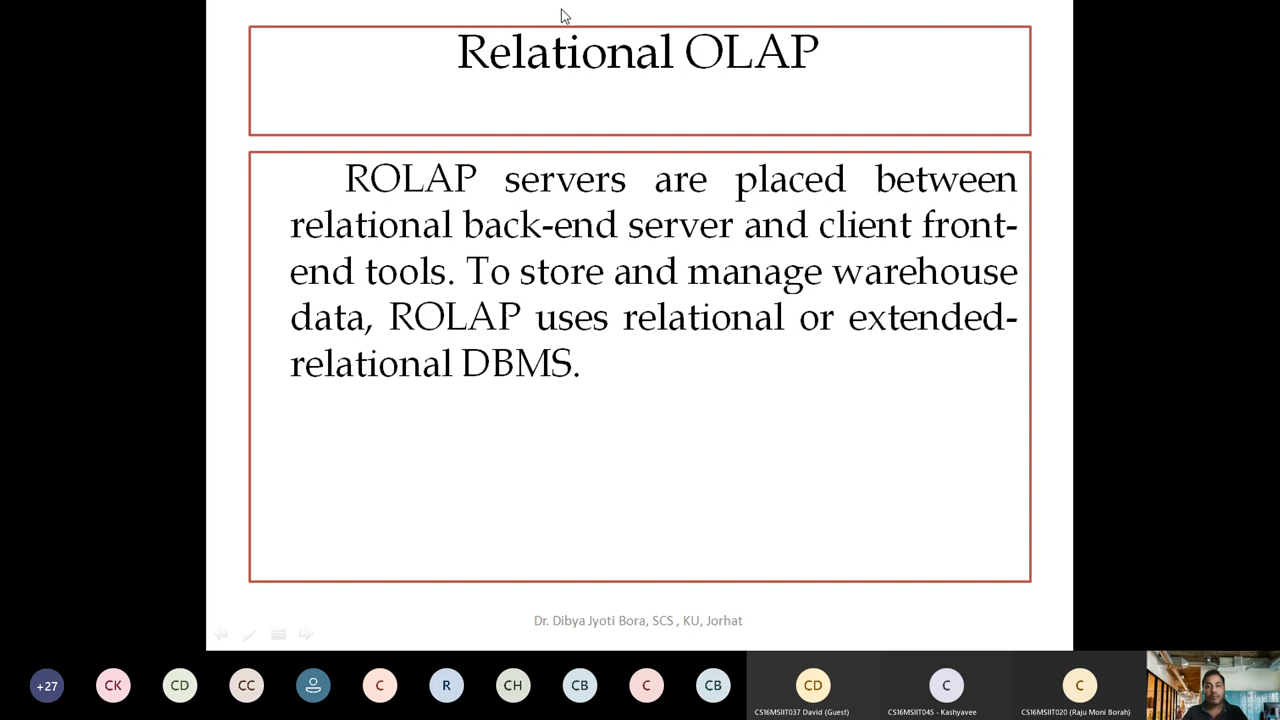 Relational OLAP
ROLAP servers are placed between
relational back-end server and client front-
end tools. To store and manage warehouse
data, ROLAP uses relational or extended-
relational DBMS.
Dr. Dibya Jyoti Bora, SCS , KU, Jorhat
+27
CK
CD
CC
C
R
CH
CB
C
CB
CD
C
C
CS16MSIIT037 David (Guest)
CS16MSIIT045 - Kashyavee
CS16MSIIT020 (Raju Moni Borah)